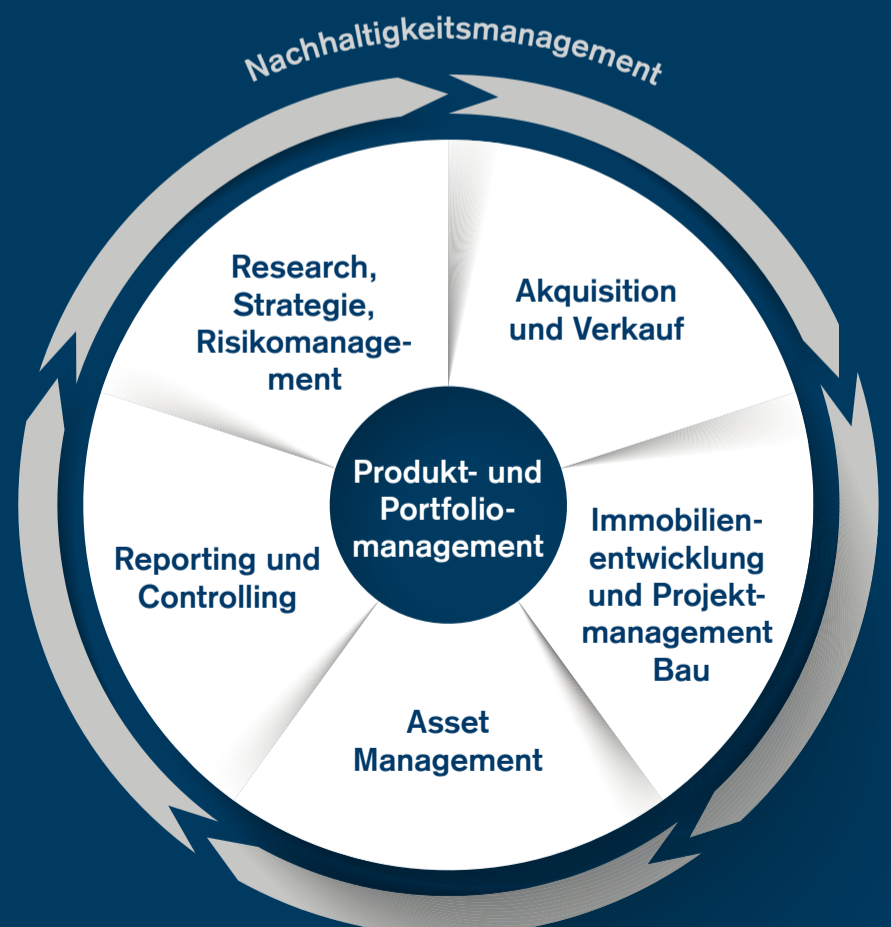 Nachhaltigkeitsmanagement
Research,
Strategie,
Risikomanage-
ment
Akquisition
und Verkauf
Produkt- und
Portfolio-
management
Immobilien-
entwicklung
und Projekt-
management
Bau
Reporting und
Controlling
Asset
Management